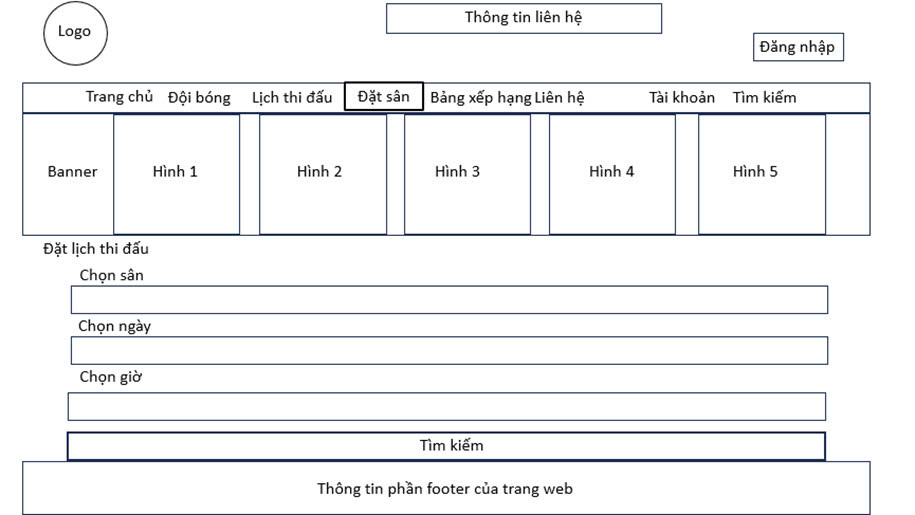 Logo
Thông tin liên hệ
Đăng nhập
Trang chủ Đội bóng Lịch thi đấu Đặt sân Bảng xếp hạng Liên hệ Tài khoản Tìm kiếm
Banner Hình 1 Hình 2 Hình 3 Hình 4 Hình 5
Đặt lịch thi đấu
Chọn sân
Chọn ngày
Chọn giờ
Tìm kiếm
Thông tin phần footer của trang web